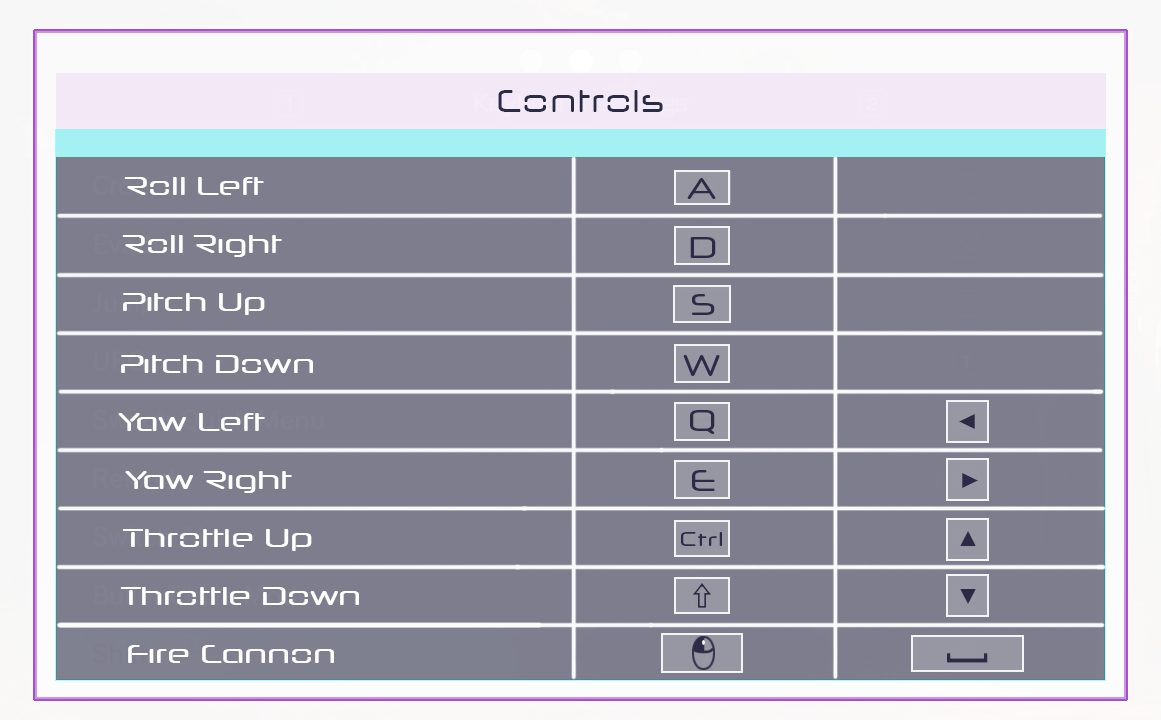 Controls
Roll Left A
Roll Right D
Pitch Up S
Pitch Down W
Yaw Left Q ◄
Yaw Right E ►
Throttle Up Ctrl ▲
Throttle Down ⇧ ▼
Fire Cannon